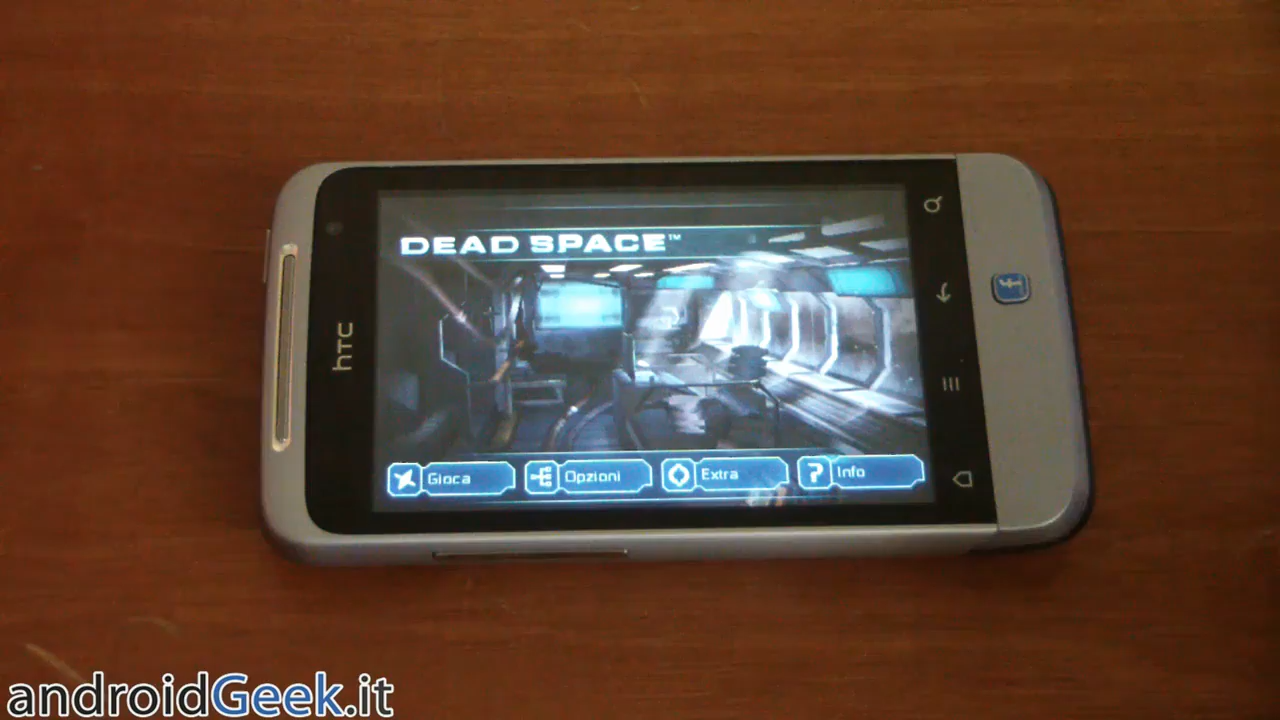 DEAD SPACE™
hTC
f
Gioca
Opzioni
Extra
? Info
androidGeek.it